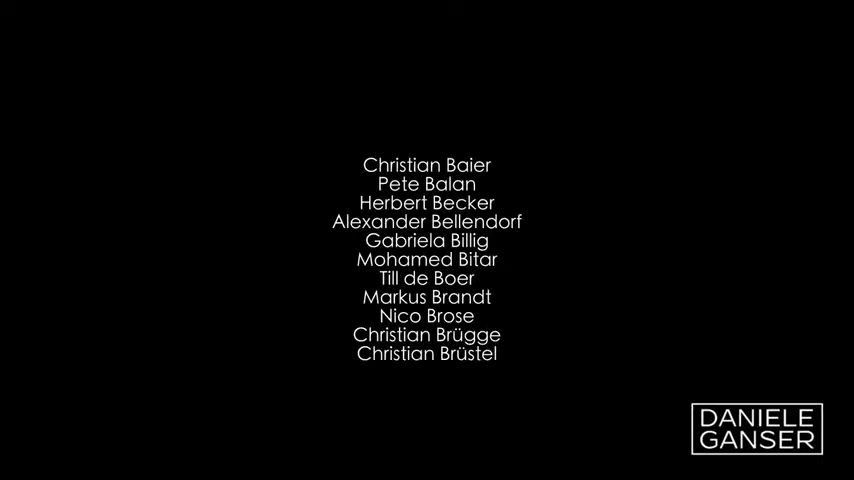 Christian Baier
Pete Balan
Herbert Becker
Alexander Bellendorf
Gabriela Billig
Mohamed Bitar
Till de Boer
Markus Brandt
Nico Brose
Christian Brügge
Christian Brüstel
DANIELE
GANSER